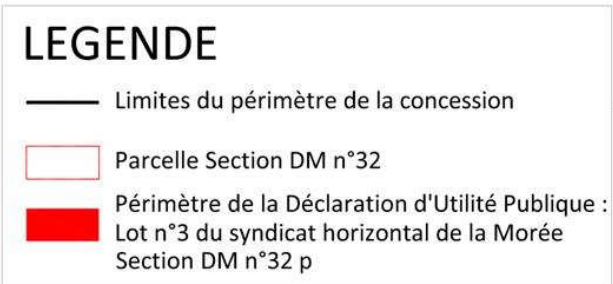 LEGENDE
Limites du périmètre de la concession
Parcelle Section DM n°32
Périmètre de la Déclaration d'Utilité Publique :
Lot n°3 du syndicat horizontal de la Morée
Section DM n°32 p